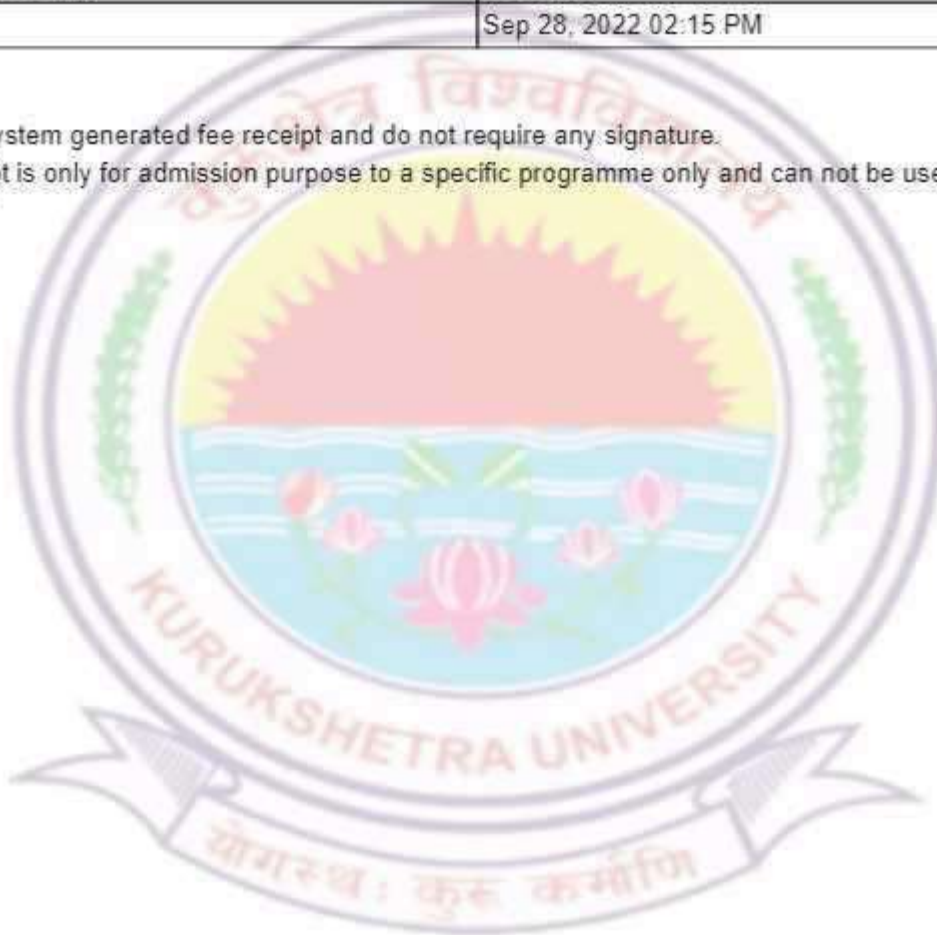 Sep 28, 2022 02:15 PM
ystem generated fee receipt and do not require any signature.
t is only for admission purpose to a specific programme only and can not be use
कुरुक्षेत्र विश्वविद्यालय
KURUKSHETRA UNIVERSITY
योगस्थ: कुरु कर्माणि